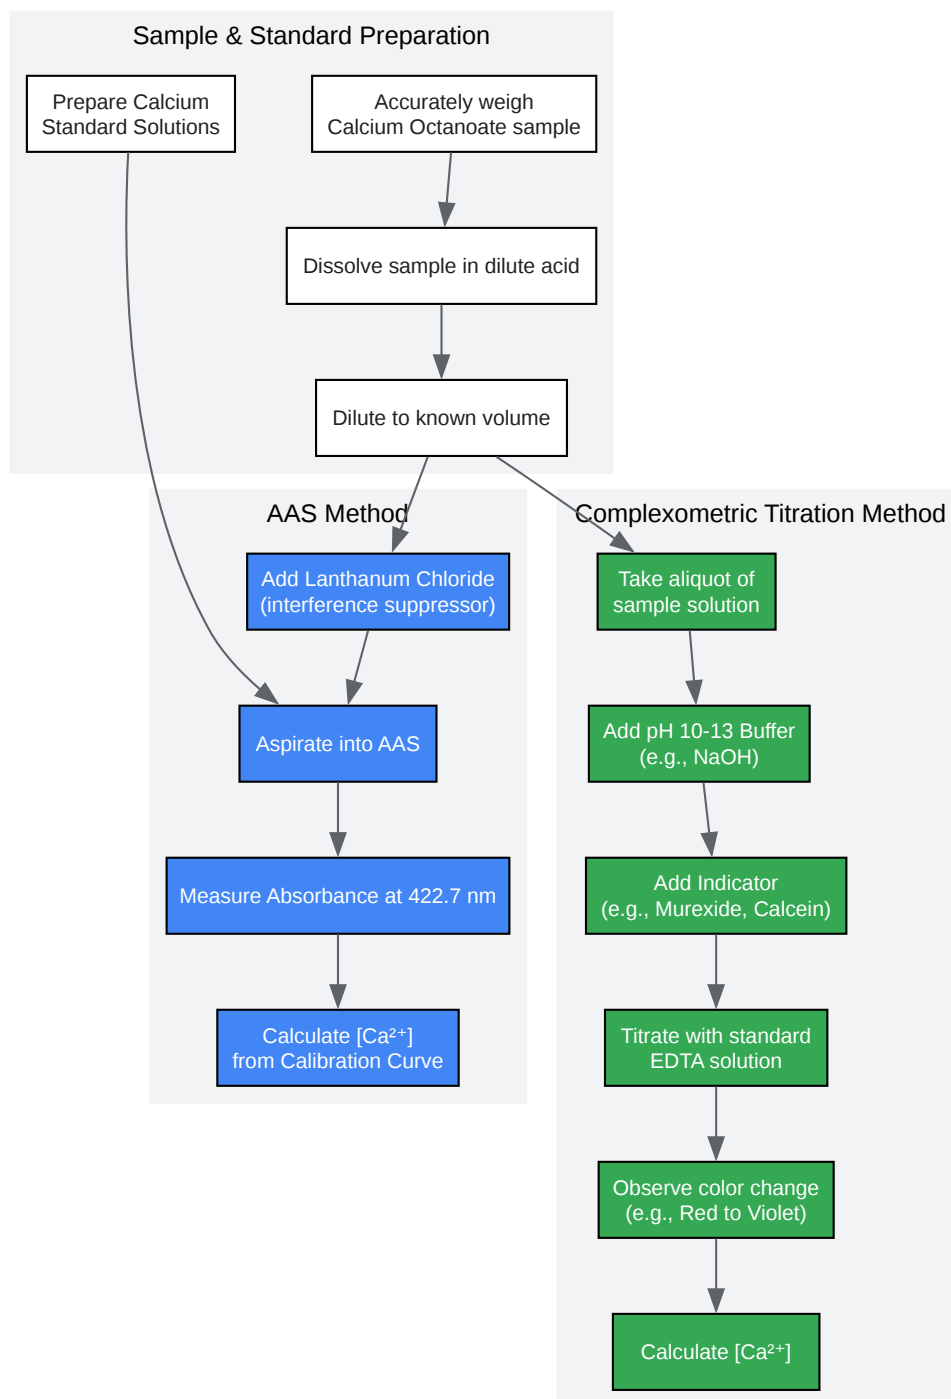 Sample & Standard Preparation
Prepare Calcium
Standard Solutions
Accurately weigh
Calcium Octanoate sample
Dissolve sample in dilute acid
Dilute to known volume
AAS Method
Add Lanthanum Chloride
(interference suppressor)
Aspirate into AAS
Measure Absorbance at 422.7 nm
Calculate [Ca²⁺]
from Calibration Curve
Complexometric Titration Method
Take aliquot of
sample solution
Add pH 10-13 Buffer
(e.g., NaOH)
Add Indicator
(e.g., Murexide, Calcein)
Titrate with standard
EDTA solution
Observe color change
(e.g., Red to Violet)
Calculate [Ca²⁺]